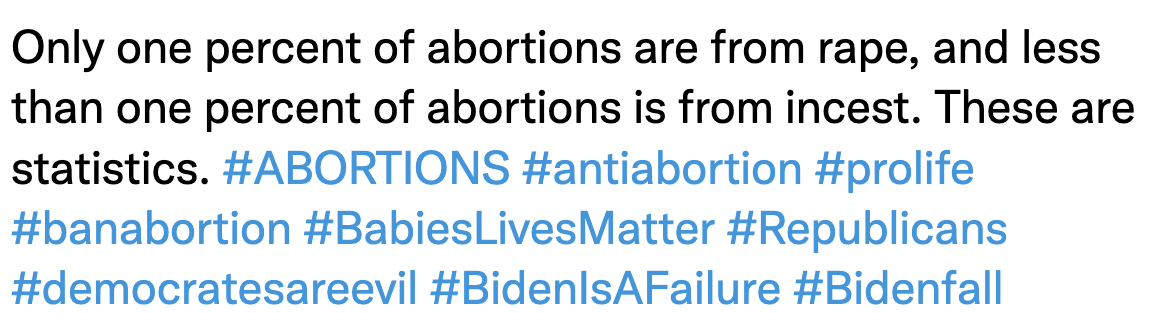 Only one percent of abortions are from rape, and less
than one percent of abortions is from incest. These are
statistics. #ABORTIONS #antiabortion #prolife
#banabortion #BabiesLivesMatter #Republicans
#democratesareevil #BidenIsAFailure #Bidenfall